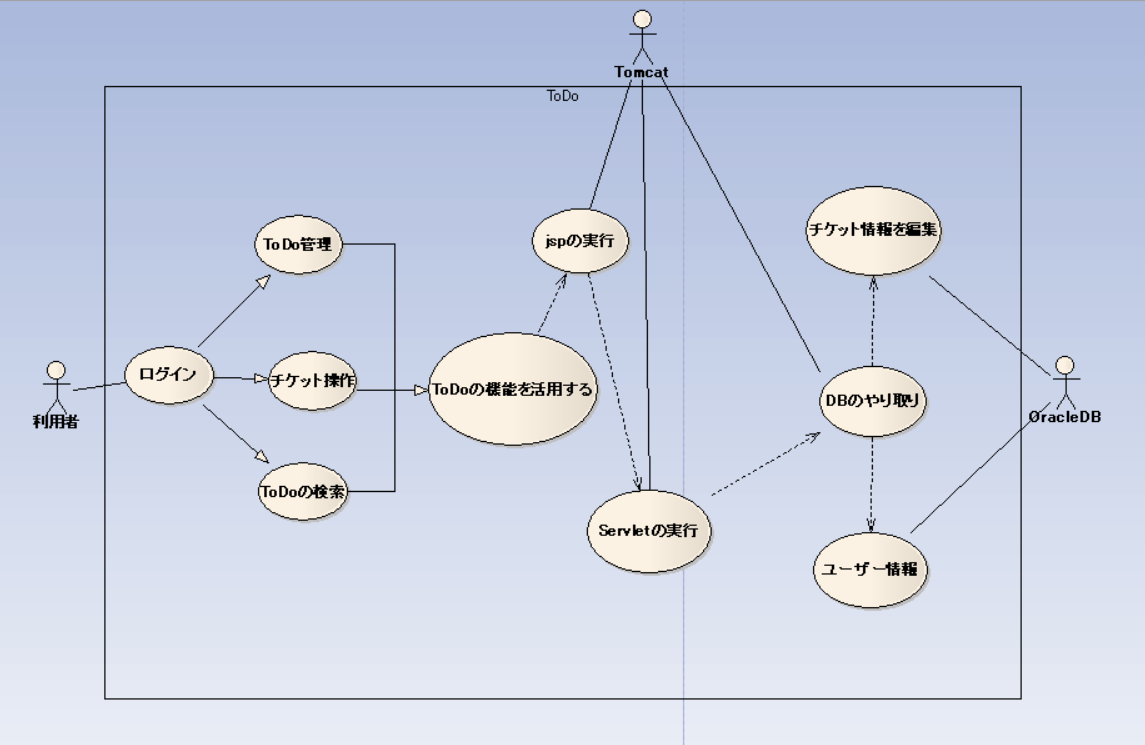 Tomcat
ToDo
チケット情報を編集
jspの実行
ToDo管理
ログイン
チケット操作
ToDoの機能を活用する
DBのやり取り
利用者
OracleDB
ToDoの検索
Servletの実行
ユーザー情報